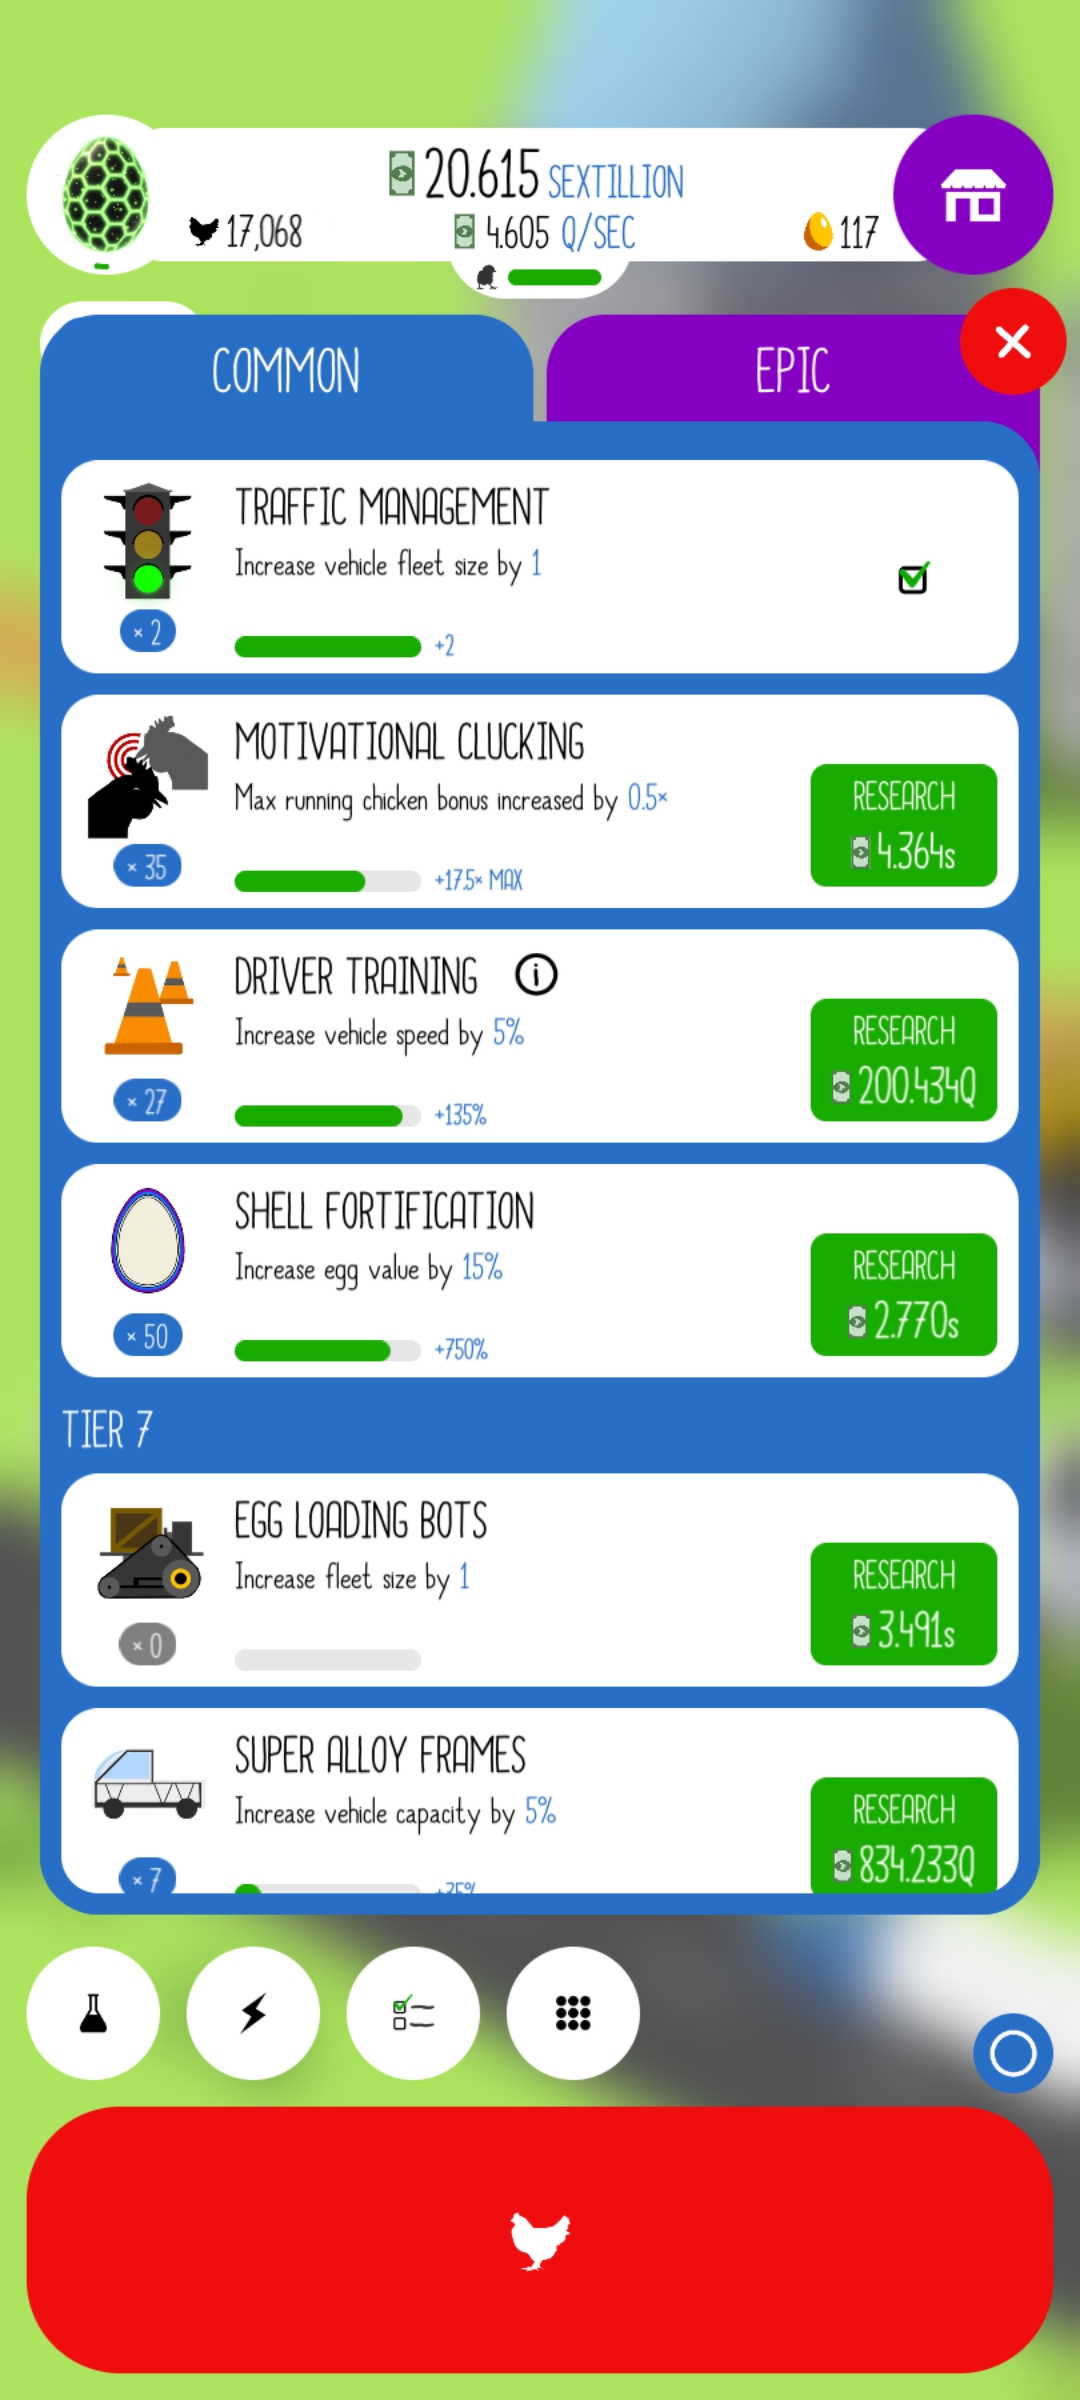 20.615 SEXTILLION
17,068
4.605 Q/SEC
117
COMMON
EPIC
TRAFFIC MANAGEMENT
Increase vehicle fleet size by 1
× 2
+2
MOTIVATIONAL CLUCKING
Max running chicken bonus increased by 0.5×
RESEARCH
4.364s
× 35
+17.5× MAX
DRIVER TRAINING i
Increase vehicle speed by 5%
RESEARCH
200.434Q
× 27
+135%
SHELL FORTIFICATION
Increase egg value by 15%
RESEARCH
2.770s
× 50
+750%
TIER 7
EGG LOADING BOTS
Increase fleet size by 1
RESEARCH
3.491s
× 0
SUPER ALLOY FRAMES
Increase vehicle capacity by 5%
RESEARCH
834.233Q
× 7
+35%